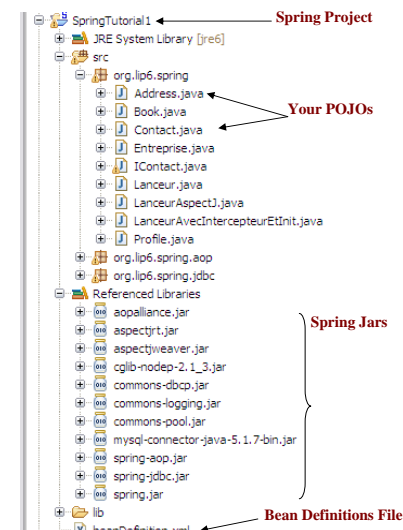 SpringTutorial1
Spring Project
JRE System Library [jre6]
src
org.lip6.spring
Address.java
Book.java
Your POJOs
Contact.java
Entreprise.java
IContact.java
Lanceur.java
LanceurAspectJ.java
LanceurAvecIntercepteurEtInit.java
Profile.java
org.lip6.spring.aop
org.lip6.spring.jdbc
Referenced Libraries
aopalliance.jar
Spring Jars
aspectjrt.jar
aspectjweaver.jar
cglib-nodep-2.1_3.jar
commons-dbcp.jar
commons-logging.jar
commons-pool.jar
mysql-connector-java-5.1.7-bin.jar
spring-aop.jar
spring-jdbc.jar
spring.jar
lib
Bean Definitions File
beanDefinition.xml